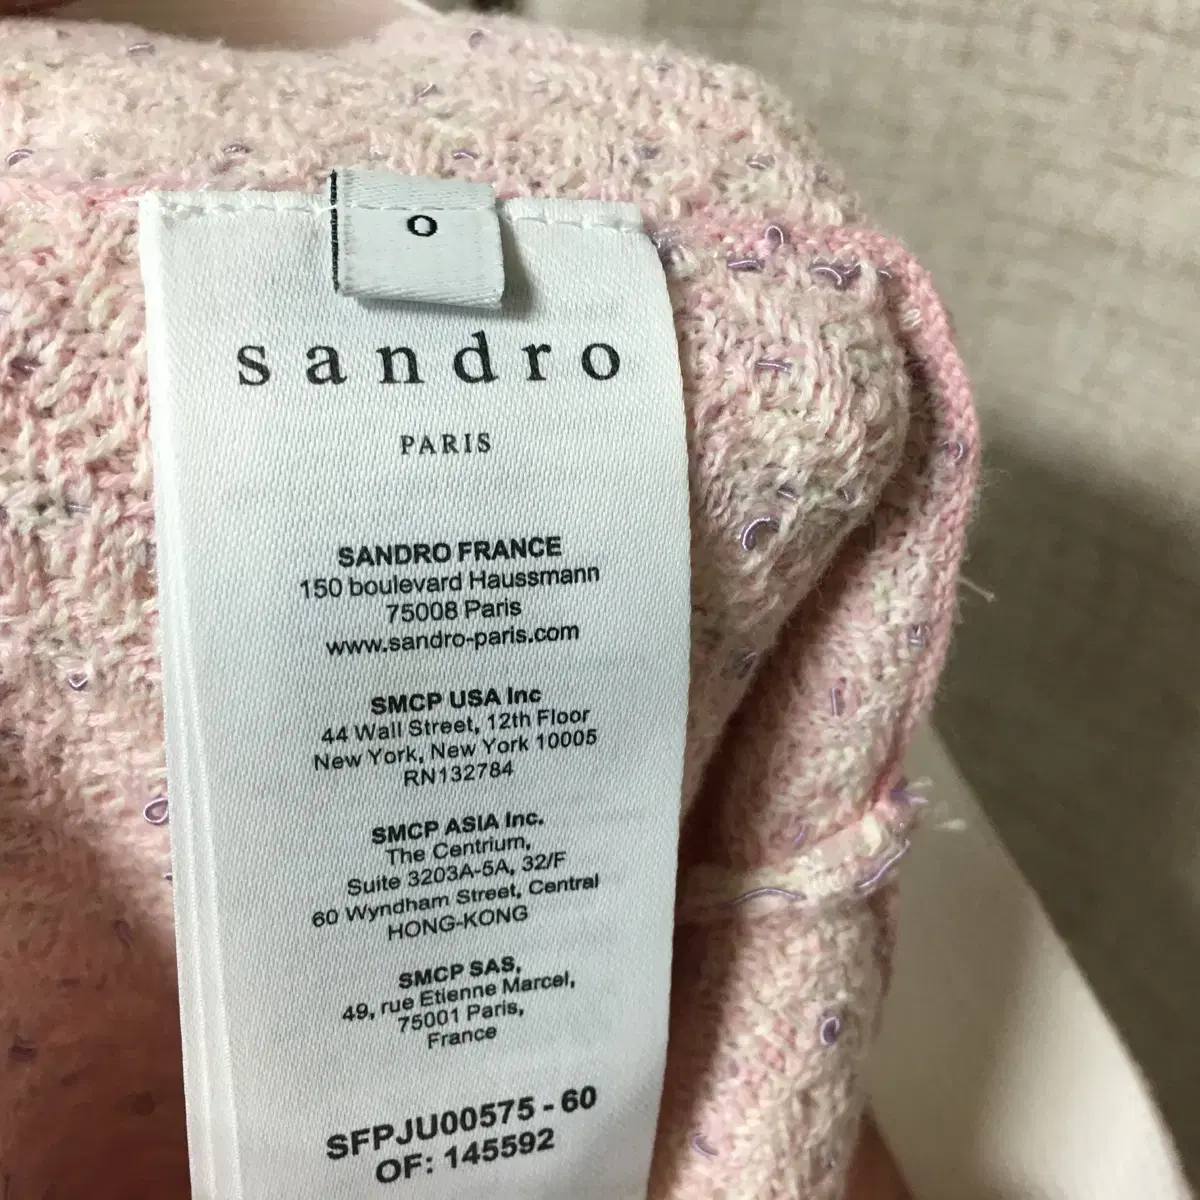 0
sandro
PARIS
SANDRO FRANCE
150 boulevard Haussmann
75008 Paris
www.sandro-paris.com
SMCP USA Inc
44 Wall Street, 12th Floor
New York, New York 10005
RN132784
SMCP ASIA Inc.
The Centrium,
Suite 3203A-5A, 32/F
60 Wyndham Street, Central
HONG-KONG
SMCP SAS,
49, rue Etienne Marcel,
75001 Paris,
France
SFPJU00575 - 60
OF: 145592